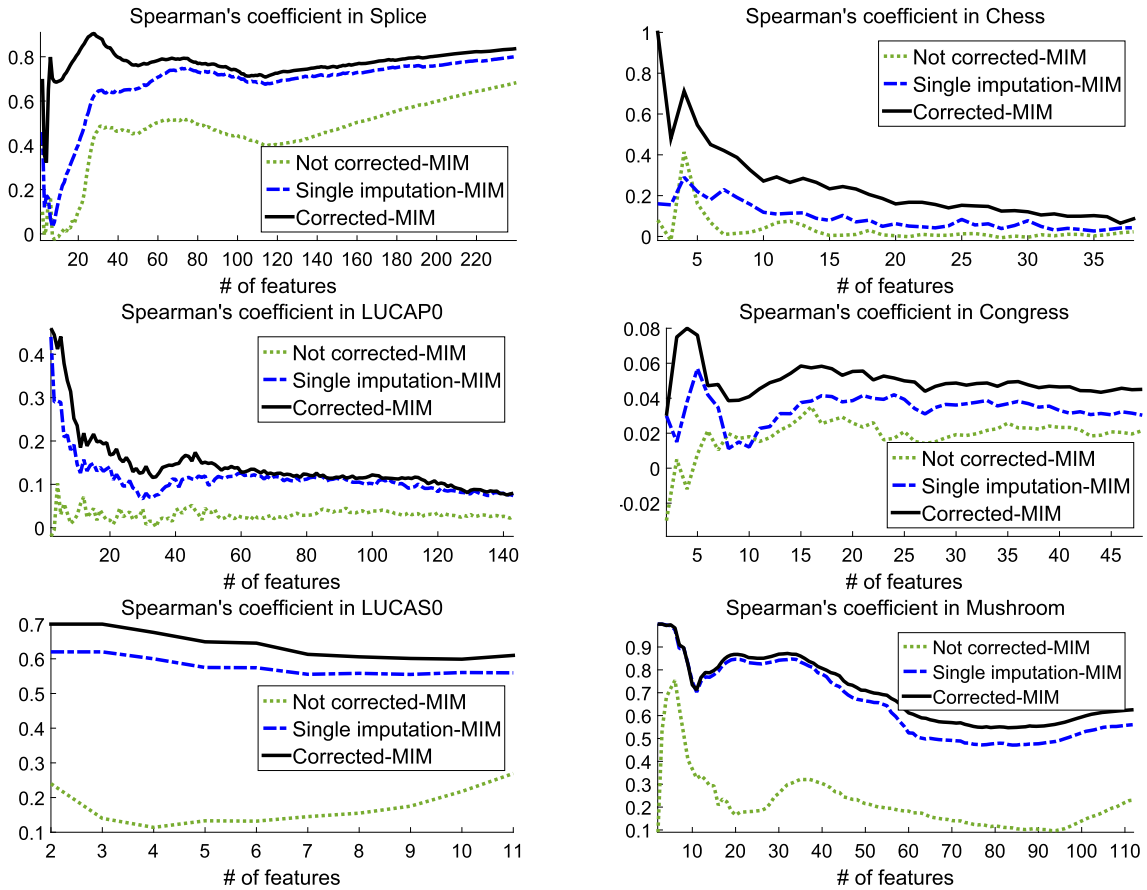 Spearman's coefficient in Splice
0.8
0.6
0.4
0.2
0
20 40 60 80 100 120 140 160 180 200 220
# of features
Not corrected-MIM
Single imputation-MIM
Corrected-MIM
Spearman's coefficient in Chess
1
0.8
0.6
0.4
0.2
0
5 10 15 20 25 30 35
# of features
Not corrected-MIM
Single imputation-MIM
Corrected-MIM
Spearman's coefficient in LUCAP0
0.4
0.3
0.2
0.1
0
20 40 60 80 100 120 140
# of features
Not corrected-MIM
Single imputation-MIM
Corrected-MIM
Spearman's coefficient in Congress
0.08
0.06
0.04
0.02
0
-0.02
5 10 15 20 25 30 35 40 45
# of features
Not corrected-MIM
Single imputation-MIM
Corrected-MIM
Spearman's coefficient in LUCAS0
0.7
0.6
0.5
0.4
0.3
0.2
0.1
2 3 4 5 6 7 8 9 10 11
# of features
Not corrected-MIM
Single imputation-MIM
Corrected-MIM
Spearman's coefficient in Mushroom
0.9
0.8
0.7
0.6
0.5
0.4
0.3
0.2
0.1
10 20 30 40 50 60 70 80 90 100 110
# of features
Not corrected-MIM
Single imputation-MIM
Corrected-MIM